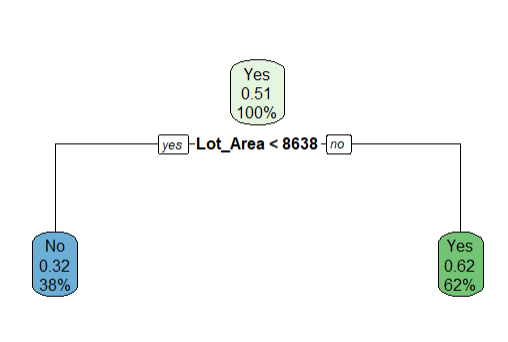 Yes
0.51
100%
yes Lot_Area < 8638 no
No
0.32
38%
Yes
0.62
62%